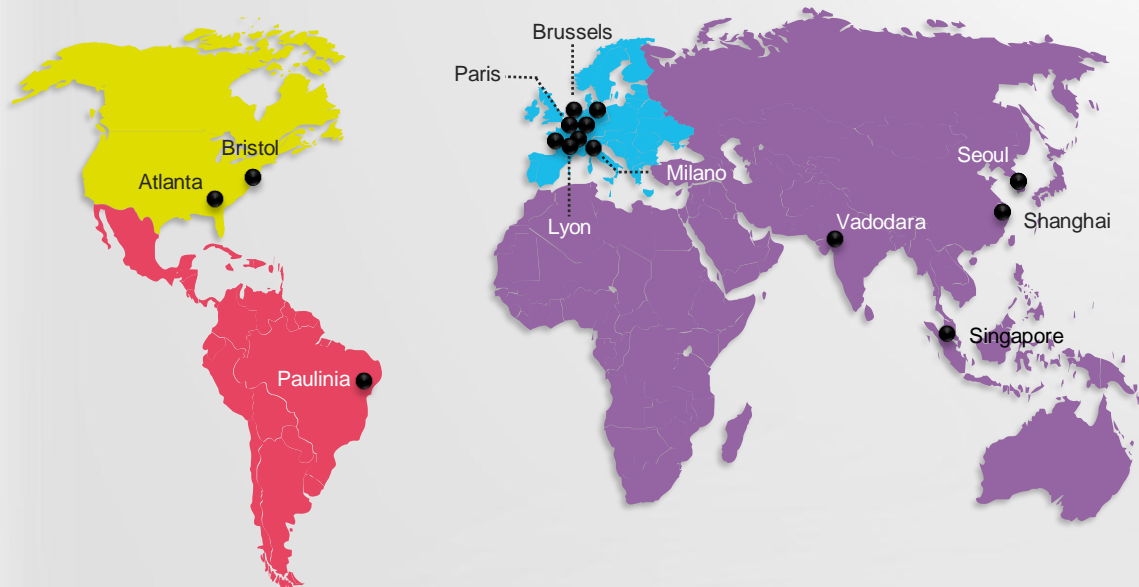 Brussels
Paris
Bristol
Seoul
Atlanta
Milano
Vadodara
Shanghai
Lyon
Singapore
Paulinia